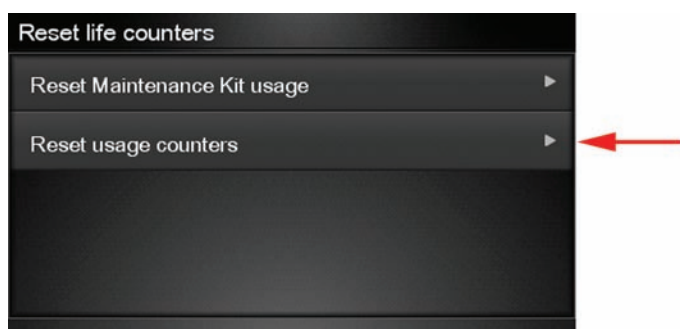 Reset life counters
Reset Maintenance Kit usage
Reset usage counters